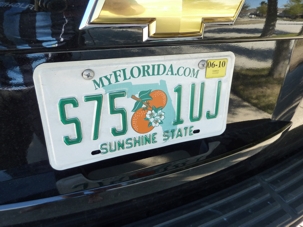 MYFLORIDA.COM
06-10
S75 1UJ
SUNSHINE STATE